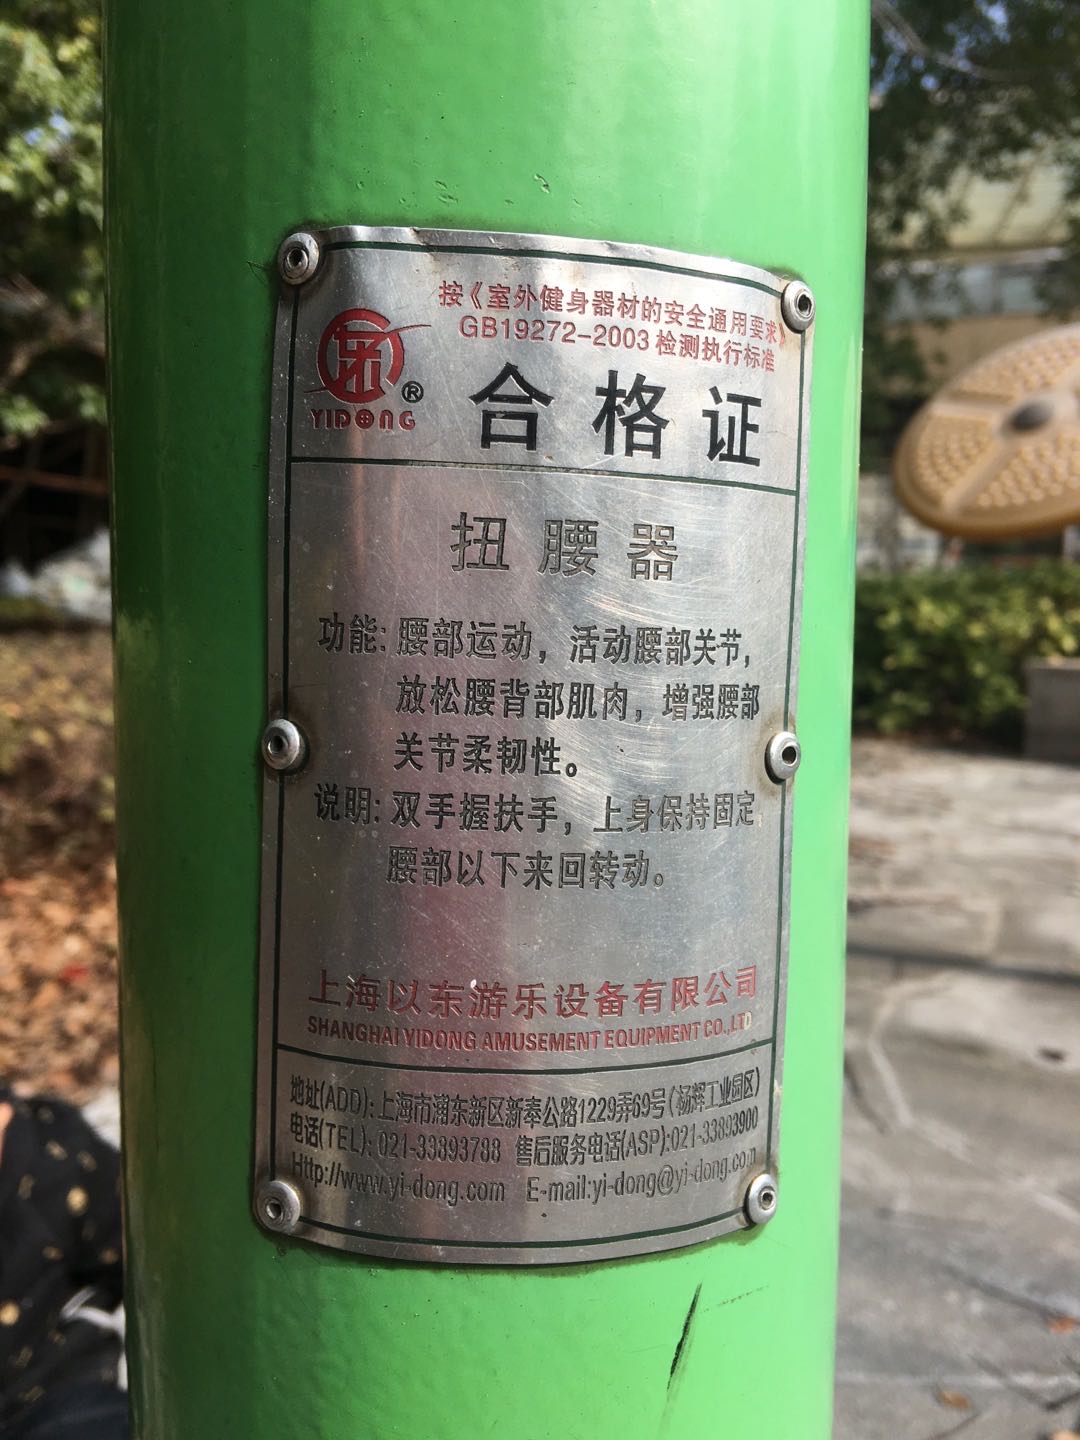 按《室外健身器材的安全通用要求》
GB19272-2003 检测执行标准
YIDONG®
合格证
扭腰器
功能: 腰部运动，活动腰部关节，
放松腰背部肌肉，增强腰部
关节柔韧性。
说明: 双手握扶手，上身保持固定，
腰部以下来回转动。
上海以东游乐设备有限公司
SHANGHAI YIDONG AMUSEMENT EQUIPMENT CO.,LTD
地址(ADD): 上海市浦东新区新奉公路1229弄69号(杨辉工业园区)
电话(TEL): 021-33893788 售后服务电话(ASP):021-33893900
Http://www.yi-dong.com E-mail:yi-dong@yi-dong.com